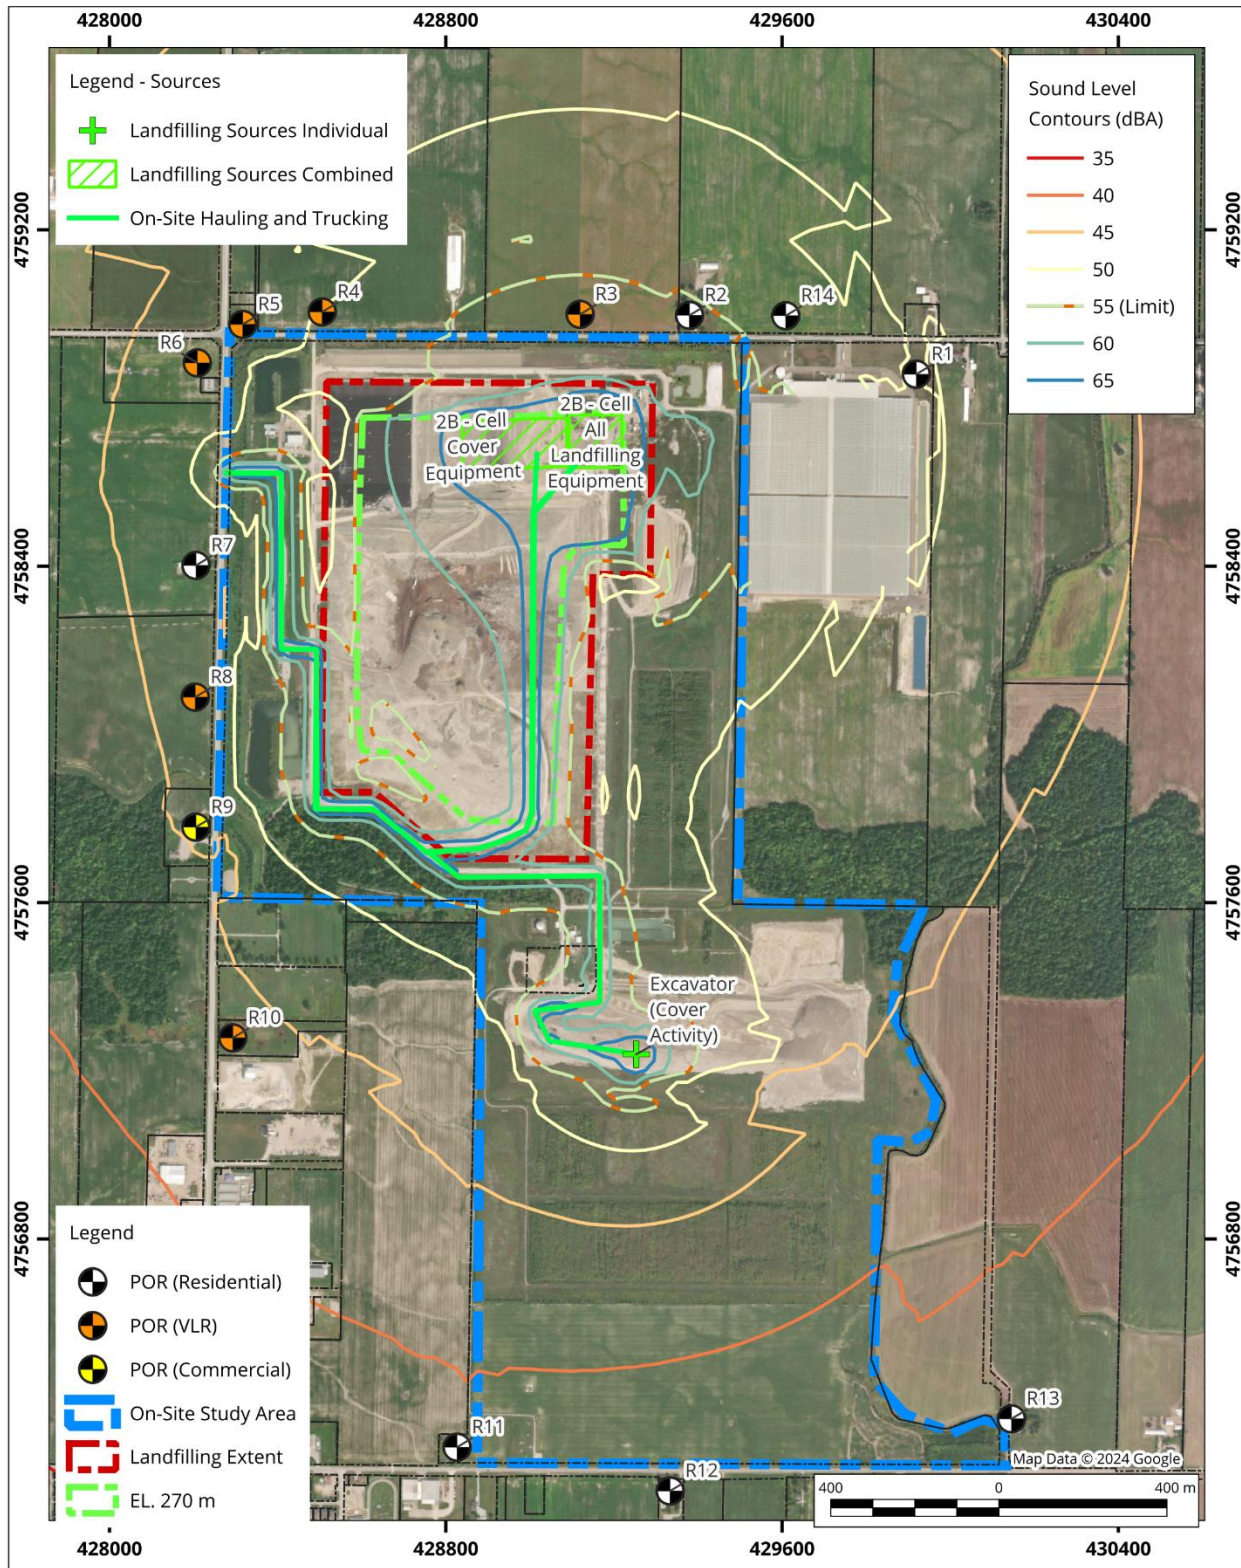 428000
428800
429600
430400
Legend - Sources
Landfilling Sources Individual
Landfilling Sources Combined
On-Site Hauling and Trucking
Sound Level
Contours (dBA)
35
40
45
50
55 (Limit)
60
65
4759200
4759200
R5
R4
R3
R2
R14
R6
R1
2B - Cell
Cover
Equipment
2B - Cell
All
Landfilling
Equipment
4758400
4758400
R7
R8
R9
4757600
4757600
Excavator
(Cover
Activity)
R10
4756800
4756800
Legend
POR (Residential)
POR (VLR)
POR (Commercial)
On-Site Study Area
Landfilling Extent
EL. 270 m
R11
R12
R13
Map Data © 2024 Google
400
0
400 m
428000
428800
429600
430400